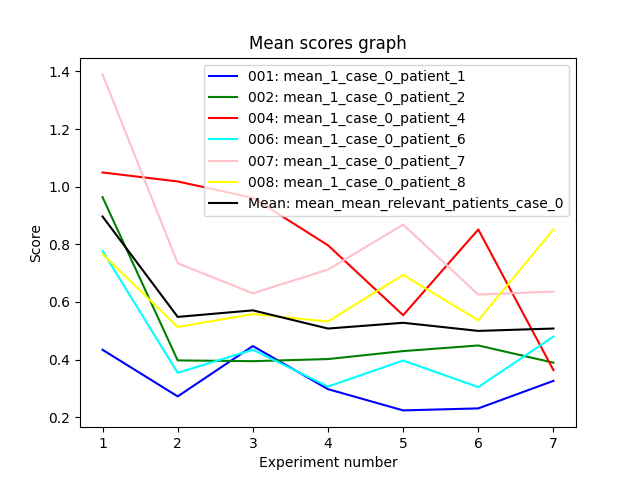 Mean scores graph
001: mean_1_case_0_patient_1
002: mean_1_case_0_patient_2
004: mean_1_case_0_patient_4
006: mean_1_case_0_patient_6
007: mean_1_case_0_patient_7
008: mean_1_case_0_patient_8
Mean: mean_mean_relevant_patients_case_0
Score
1.4
1.2
1.0
0.8
0.6
0.4
0.2
1 2 3 4 5 6 7
Experiment number